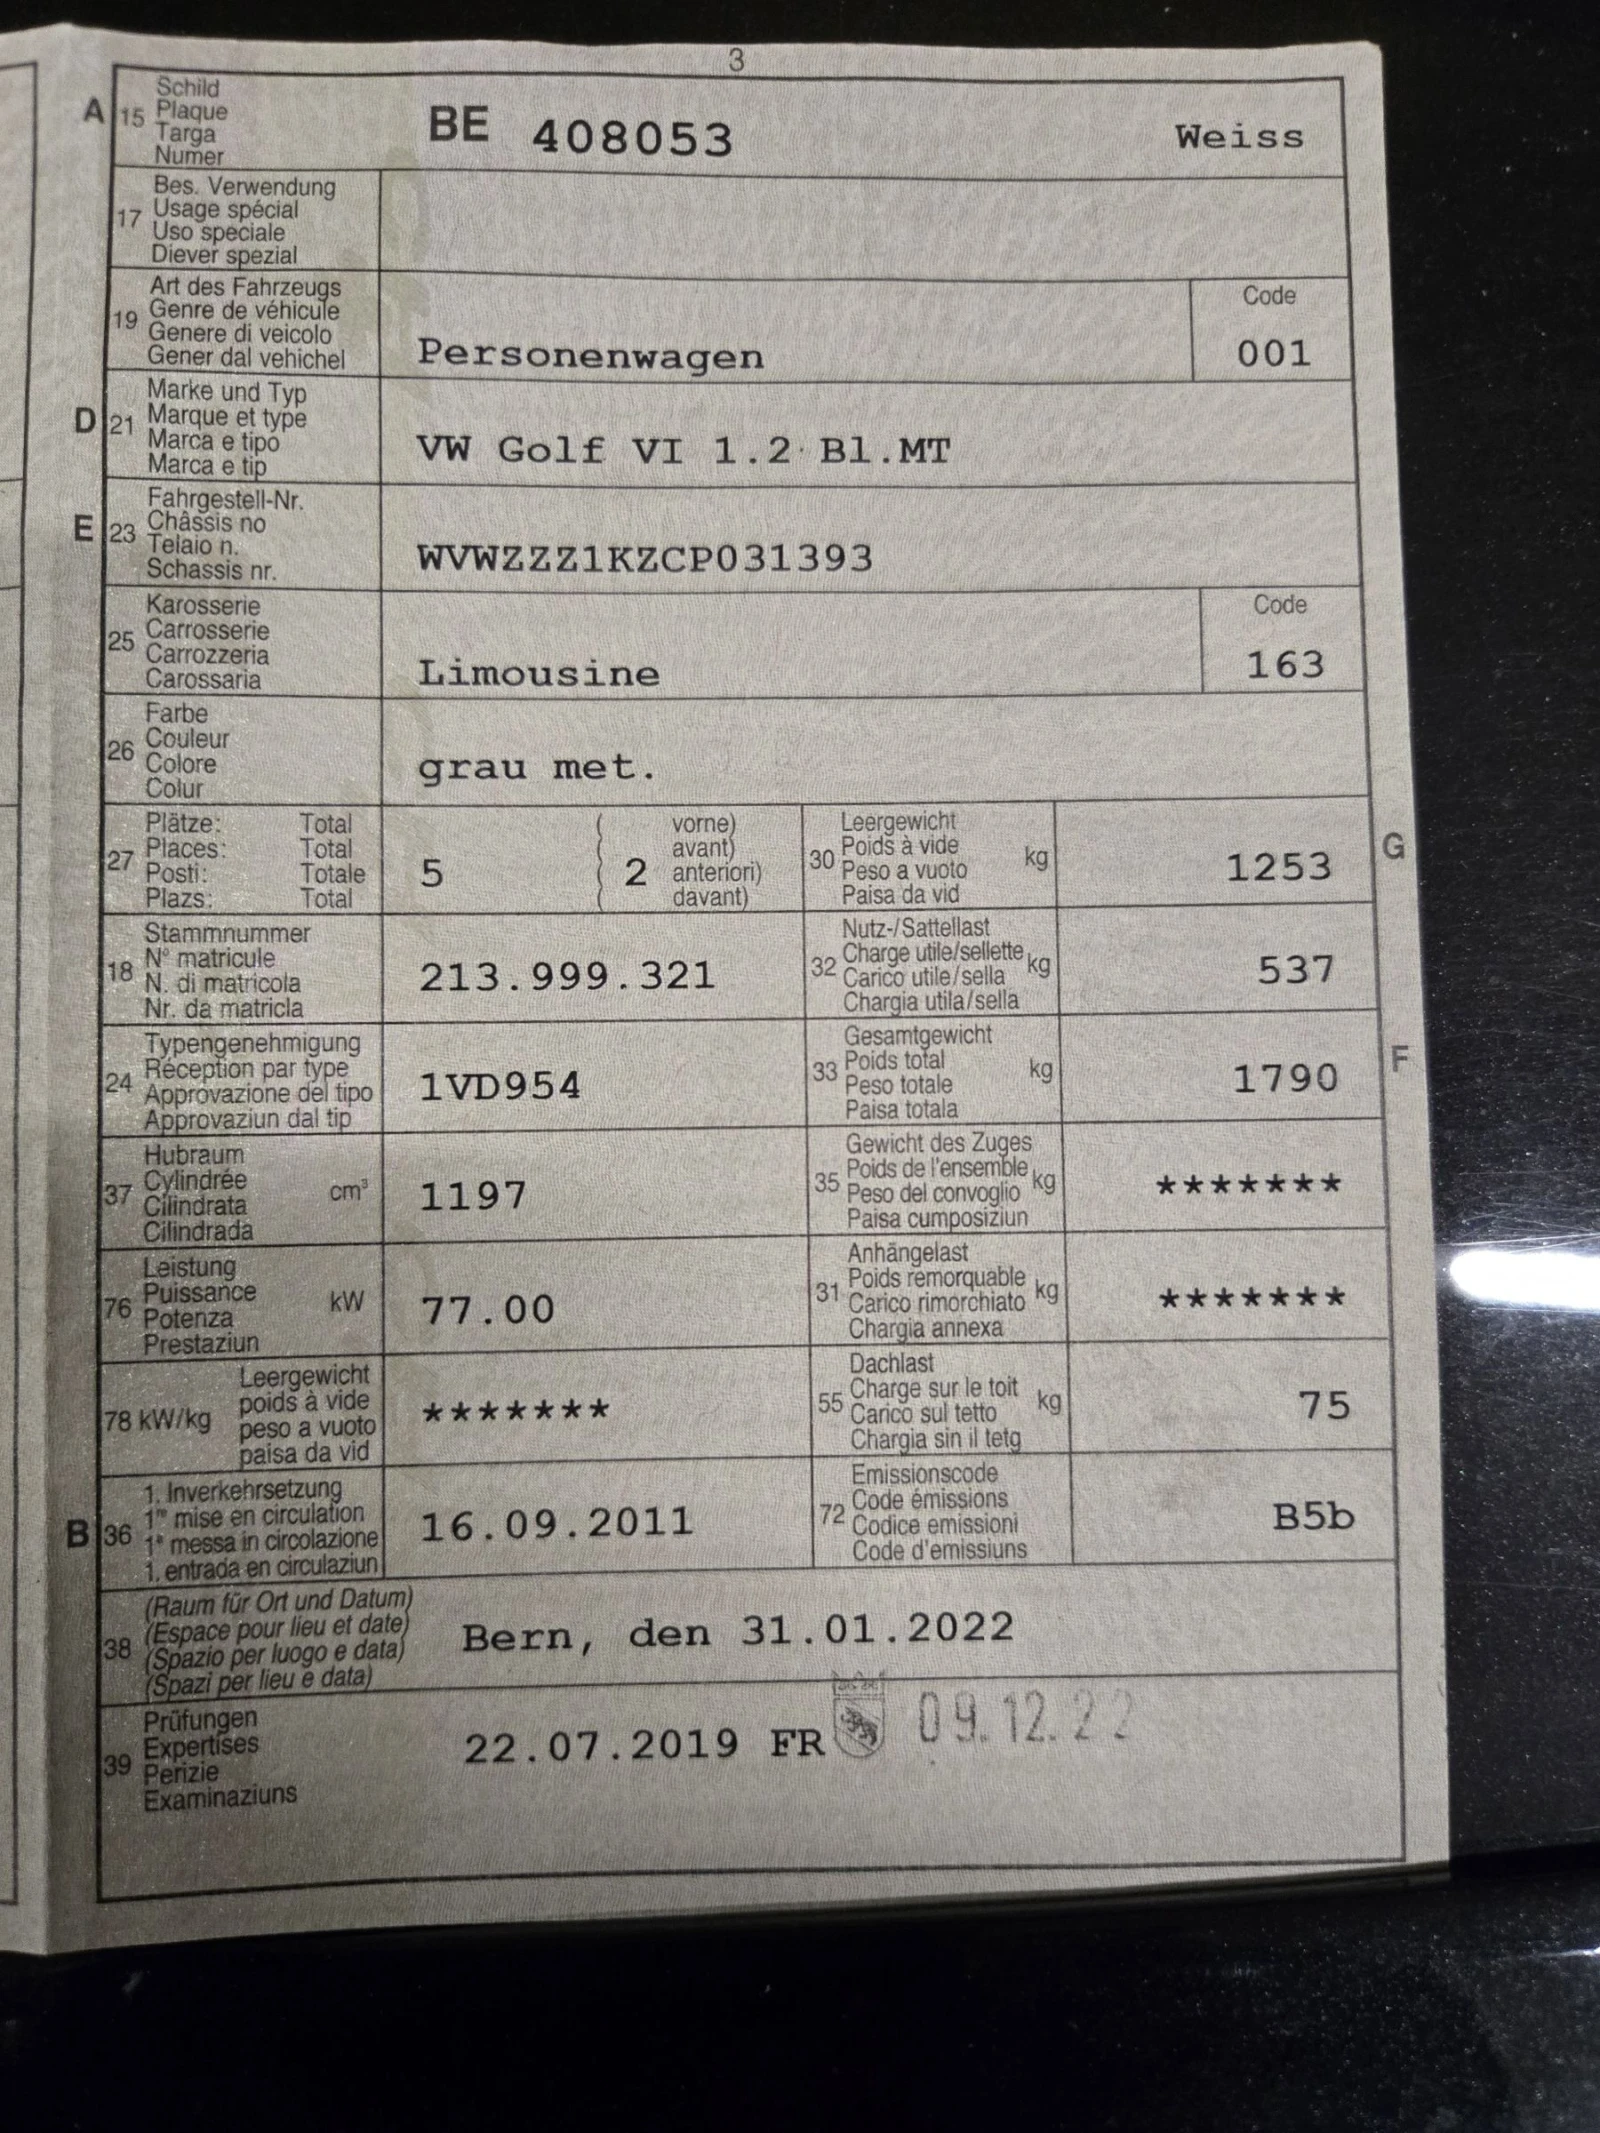 3
A 15 Schild
Plaque
Targa
Numer
BE 408053 Weiss
17 Bes. Verwendung
Usage spécial
Uso speciale
Diever spezial
19 Art des Fahrzeugs
Genre de véhicule
Genere di veicolo
Gener dal vehichel
Personenwagen
Code
001
D 21 Marke und Typ
Marque et type
Marca e tipo
Marca e tip
VW Golf VI 1.2 Bl.MT
E 23 Fahrgestell-Nr.
Châssis no
Telaio n.
Schassis nr.
WVWZZZ1KZCP031393
25 Karosserie
Carrosserie
Carrozzeria
Carossaria
Limousine
Code
163
26 Farbe
Couleur
Colore
Colur
grau met.
27 Plätze: Total
Places: Total
Posti: Totale
Plazs: Total
5
( vorne)
( avant)
( 2 anteriori)
( davant)
30 Leergewicht
Poids à vide
Peso a vuoto
Paisa da vid
kg
1253
G
18 Stammnummer
N° matricule
N. di matricola
Nr. da matricla
213.999.321
32 Nutz-/Sattellast
Charge utile/sellette
Carico utile/sella
Chargia utila/sella
kg
537
24 Typengenehmigung
Réception par type
Approvazione del tipo
Approvaziun dal tip
1VD954
33 Gesamtgewicht
Poids total
Peso totale
Paisa totala
kg
1790
F
37 Hubraum
Cylindrée
Cilindrata
Cilindrada
cm³
1197
35 Gewicht des Zuges
Poids de l'ensemble
Peso del convoglio
Paisa cumposiziun
kg
*******
76 Leistung
Puissance
Potenza
Prestaziun
kW
77.00
31 Anhängelast
Poids remorquable
Carico rimorchiato
Chargia annexa
kg
*******
78 kW/kg
Leergewicht
poids à vide
peso a vuoto
paisa da vid
*******
55 Dachlast
Charge sur le toit
Carico sul tetto
Chargia sin il tetg
kg
75
B 36 1. Inverkehrsetzung
1re mise en circulation
1a messa in circolazione
1. entrada en circulaziun
16.09.2011
72 Emissionscode
Code émissions
Codice emissioni
Code d'emissiuns
B5b
38 (Raum für Ort und Datum)
(Espace pour lieu et date)
(Spazio per luogo e data)
(Spazi per lieu e data)
Bern, den 31.01.2022
39 Prüfungen
Expertises
Perizie
Examinaziuns
22.07.2019 FR 09.12.22